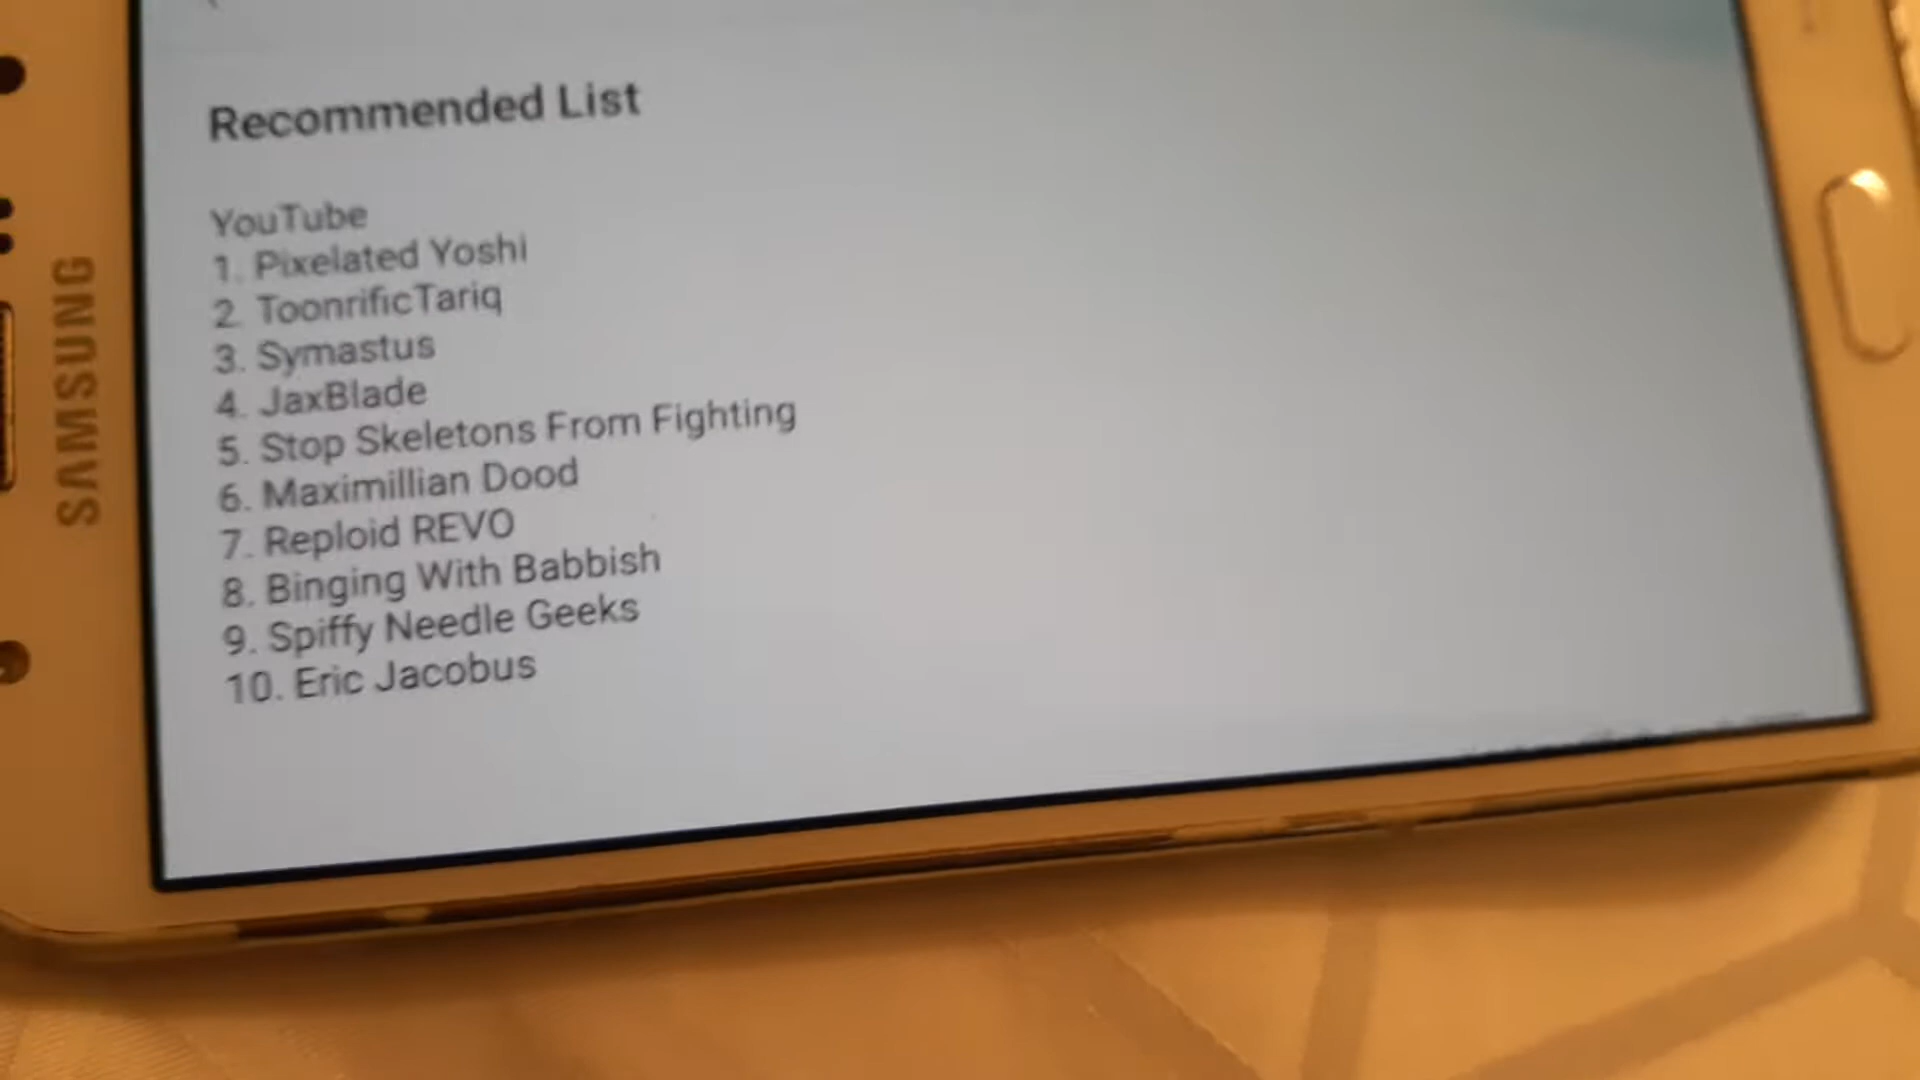 SAMSUNG
Recommended List
YouTube
1. Pixelated Yoshi
2. ToonrificTariq
3. Symastus
4. JaxBlade
5. Stop Skeletons From Fighting
6. Maximillian Dood
7. Reploid REVO
8. Binging With Babbish
9. Spiffy Needle Geeks
10. Eric Jacobus